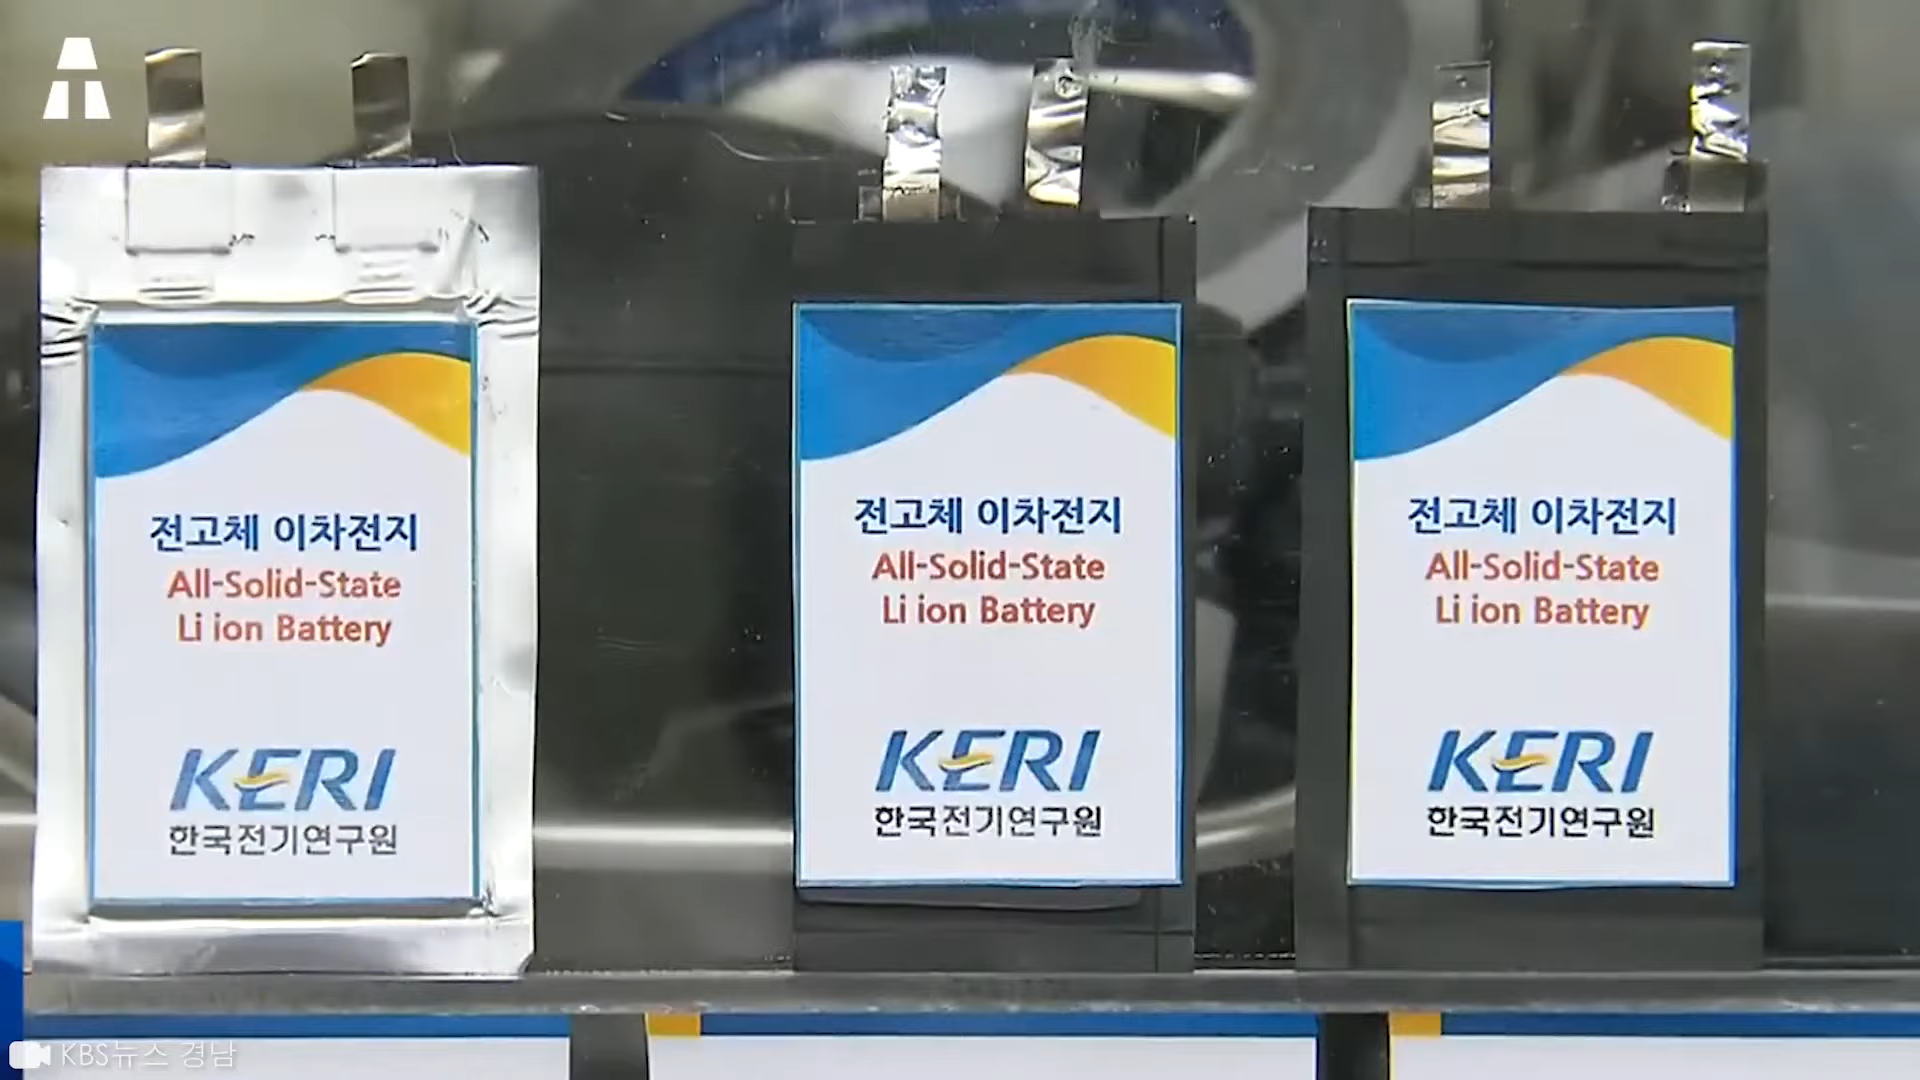 전고체 이차전지
All-Solid-State
Li ion Battery
KERI
한국전기연구원
전고체 이차전지
All-Solid-State
Li ion Battery
KERI
한국전기연구원
전고체 이차전지
All-Solid-State
Li ion Battery
KERI
한국전기연구원
KBS뉴스 경남